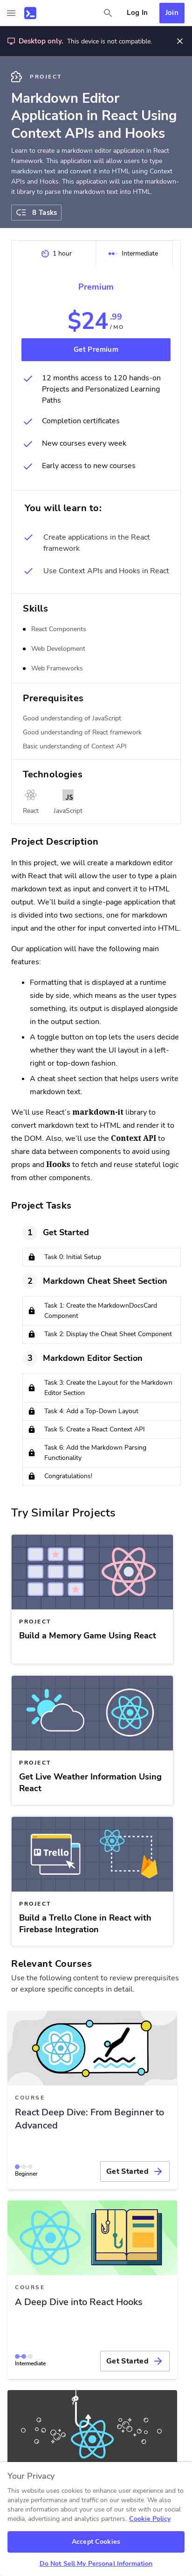 Log In
Join
Desktop only. This device is not compatible.
PROJECT
Markdown Editor
Application in React Using
Context APIs and Hooks
Learn to create a markdown editor application in React
framework. This application will allow users to type
markdown text and convert it into HTML using Context
APIs and Hooks. This application will use the markdown-
it library to parse the markdown text into HTML.
8 Tasks
1 hour
Intermediate
Premium
$24.99
/MO
Get Premium
12 months access to 120 hands-on
Projects and Personalized Learning
Paths
Completion certificates
New courses every week
Early access to new courses
You will learn to:
Create applications in the React
framework
Use Context APIs and Hooks in React
Skills
React Components
Web Development
Web Frameworks
Prerequisites
Good understanding of JavaScript
Good understanding of React framework
Basic understanding of Context API
Technologies
JS
React
JavaScript
Project Description
In this project, we will create a markdown editor
with React that will allow the user to type a plain
markdown text as input and convert it to HTML
output. We'll build a single-page application that
is divided into two sections, one for markdown
input and the other for input converted into HTML.
Our application will have the following main
features:
Formatting that is displayed at a runtime
side by side, which means as the user types
something, its output is displayed alongside
in the output section.
A toggle button on top lets the users decide
whether they want the layout in a left-
right or top-down fashion.
A cheat sheet section that helps users write
markdown text.
We'll use React's markdown-it library to
convert markdown text to HTML and render it to
the DOM. Also, we'll use the Context API to
share data between components to avoid using
props and Hooks to fetch and reuse stateful logic
from other components.
Project Tasks
1 Get Started
Task 0: Initial Setup
2 Markdown Cheat Sheet Section
Task 1: Create the MarkdownDocsCard
Component
Task 2: Display the Cheat Sheet Component
3 Markdown Editor Section
Task 3: Create the Layout for the Markdown
Editor Section
Task 4: Add a Top-Down Layout
Task 5: Create a React Context API
Task 6: Add the Markdown Parsing
Functionality
Congratulations!
Try Similar Projects
PROJECT
Build a Memory Game Using React
PROJECT
Get Live Weather Information Using
React
Trello
PROJECT
Build a Trello Clone in React with
Firebase Integration
Relevant Courses
Use the following content to review prerequisites
or explore specific concepts in detail.
COURSE
React Deep Dive: From Beginner to
Advanced
Beginner
Get Started
COURSE
A Deep Dive into React Hooks
Intermediate
Get Started
Your Privacy
This website uses cookies to enhance user experience and to
analyze performance and traffic on our website. We also
share information about your use of our site with our social
media, advertising and analytics partners. Cookie Policy
Accept Cookies
Do Not Sell My Personal Information